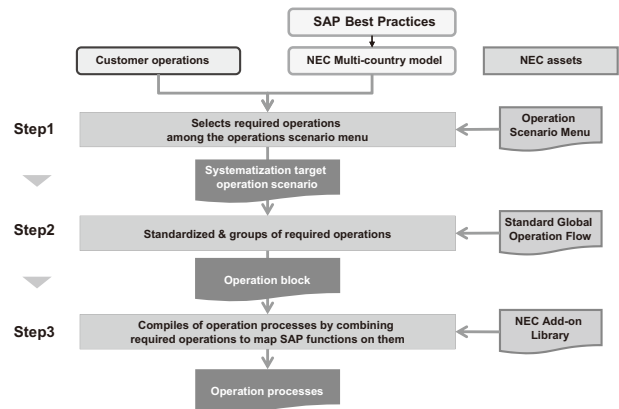 SAP Best Practices
Customer operations
NEC Multi-country model
NEC assets
Step1
Selects required operations
among the operations scenario menu
Operation
Scenario Menu
Systematization target
operation scenario
Step2
Standardized & groups of required operations
Standard Global
Operation Flow
Operation block
Step3
Compiles of operation processes by combining
required operations to map SAP functions on them
NEC Add-on
Library
Operation processes